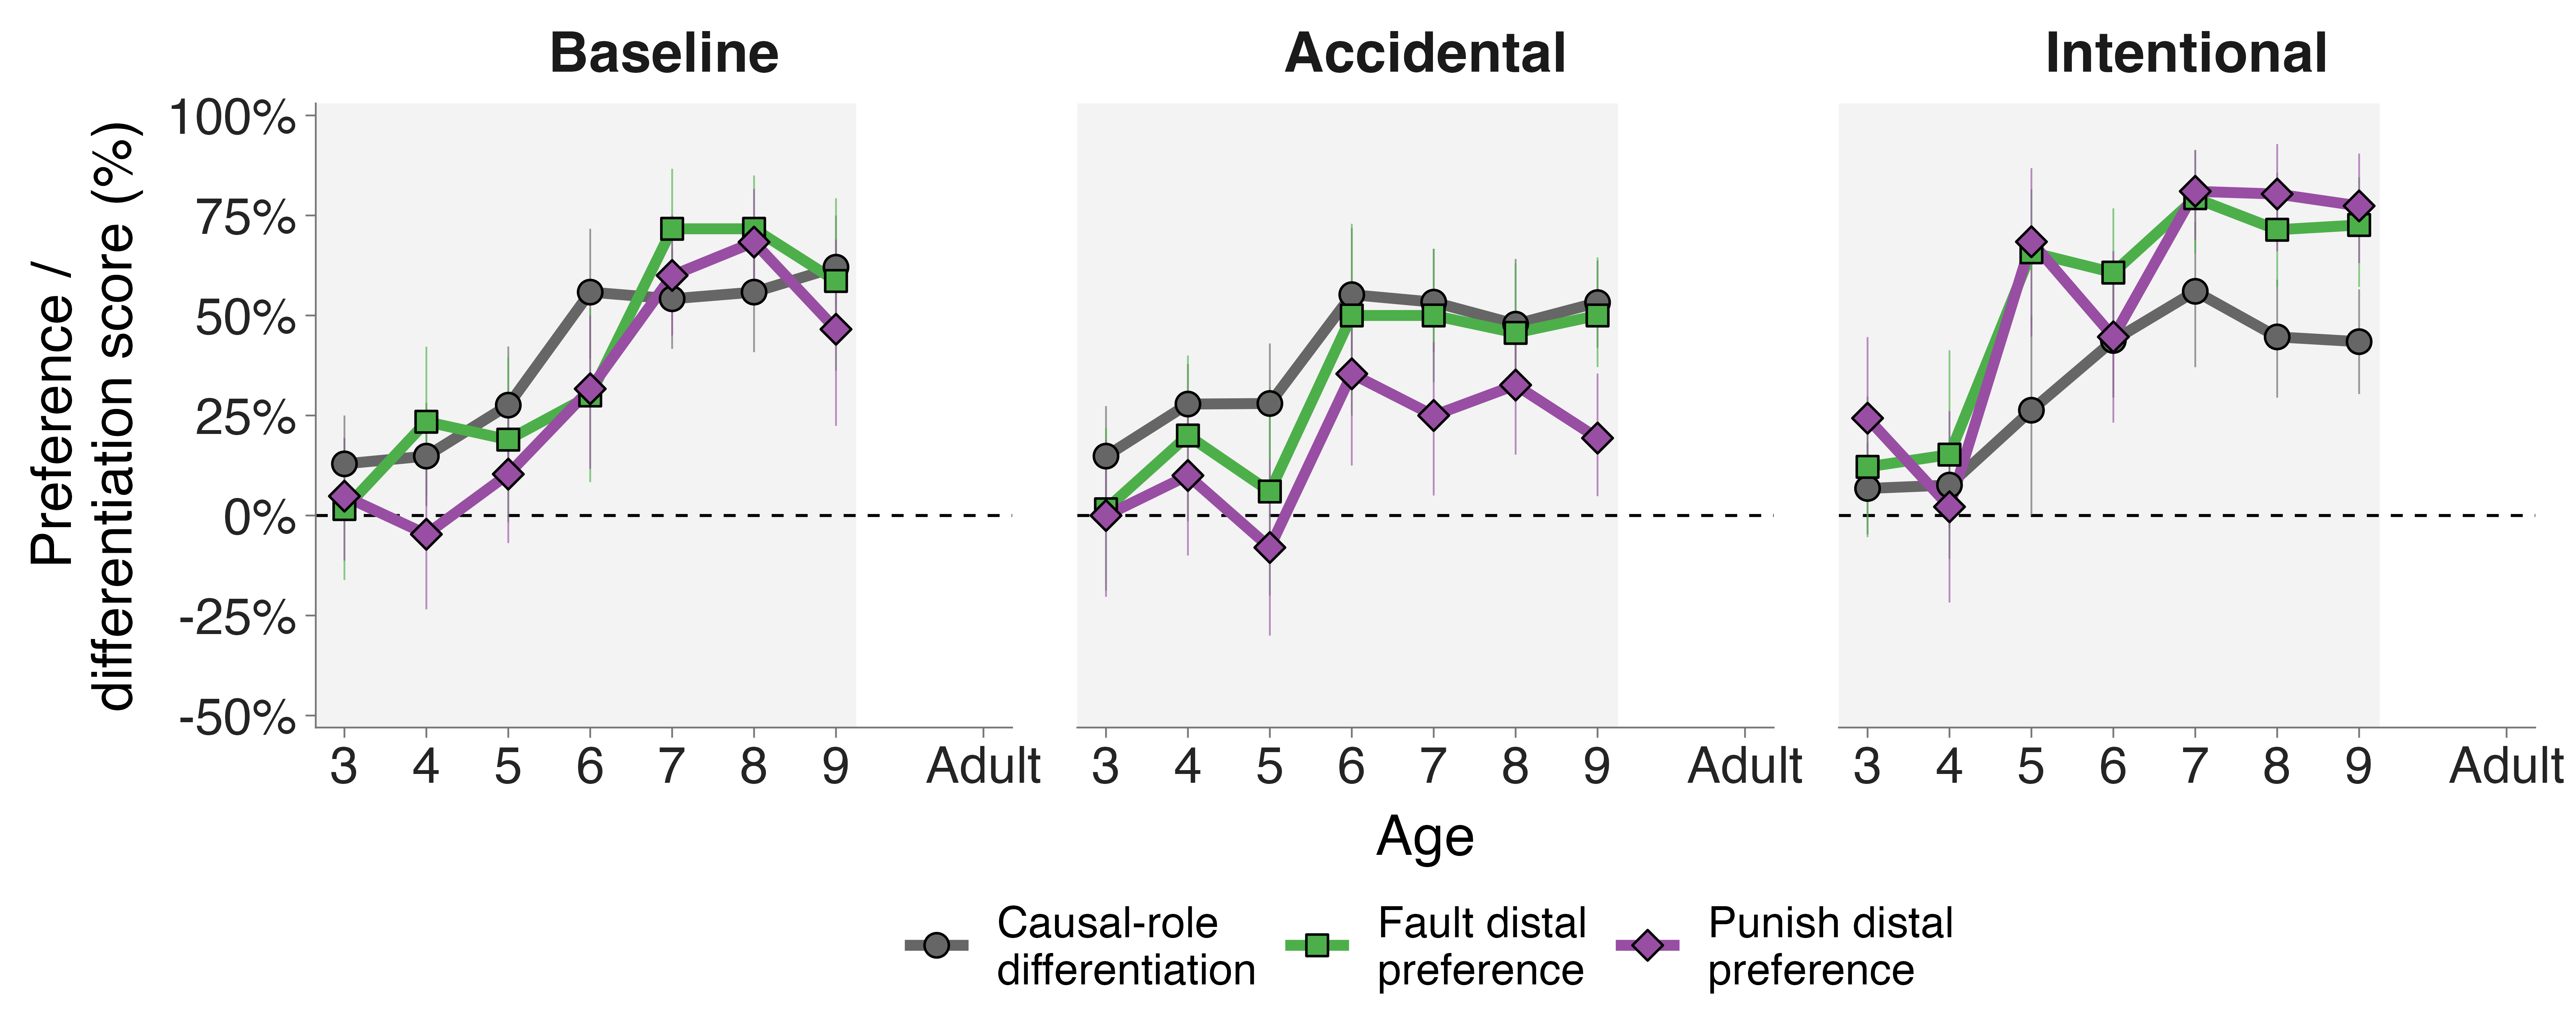 Baseline
Accidental
Intentional
Preference /
differentiation score (%)
100%
75%
50%
25%
0%
-25%
-50%
3 4 5 6 7 8 9 Adult
3 4 5 6 7 8 9 Adult
3 4 5 6 7 8 9 Adult
Age
Causal-role
differentiation
Fault distal
preference
Punish distal
preference